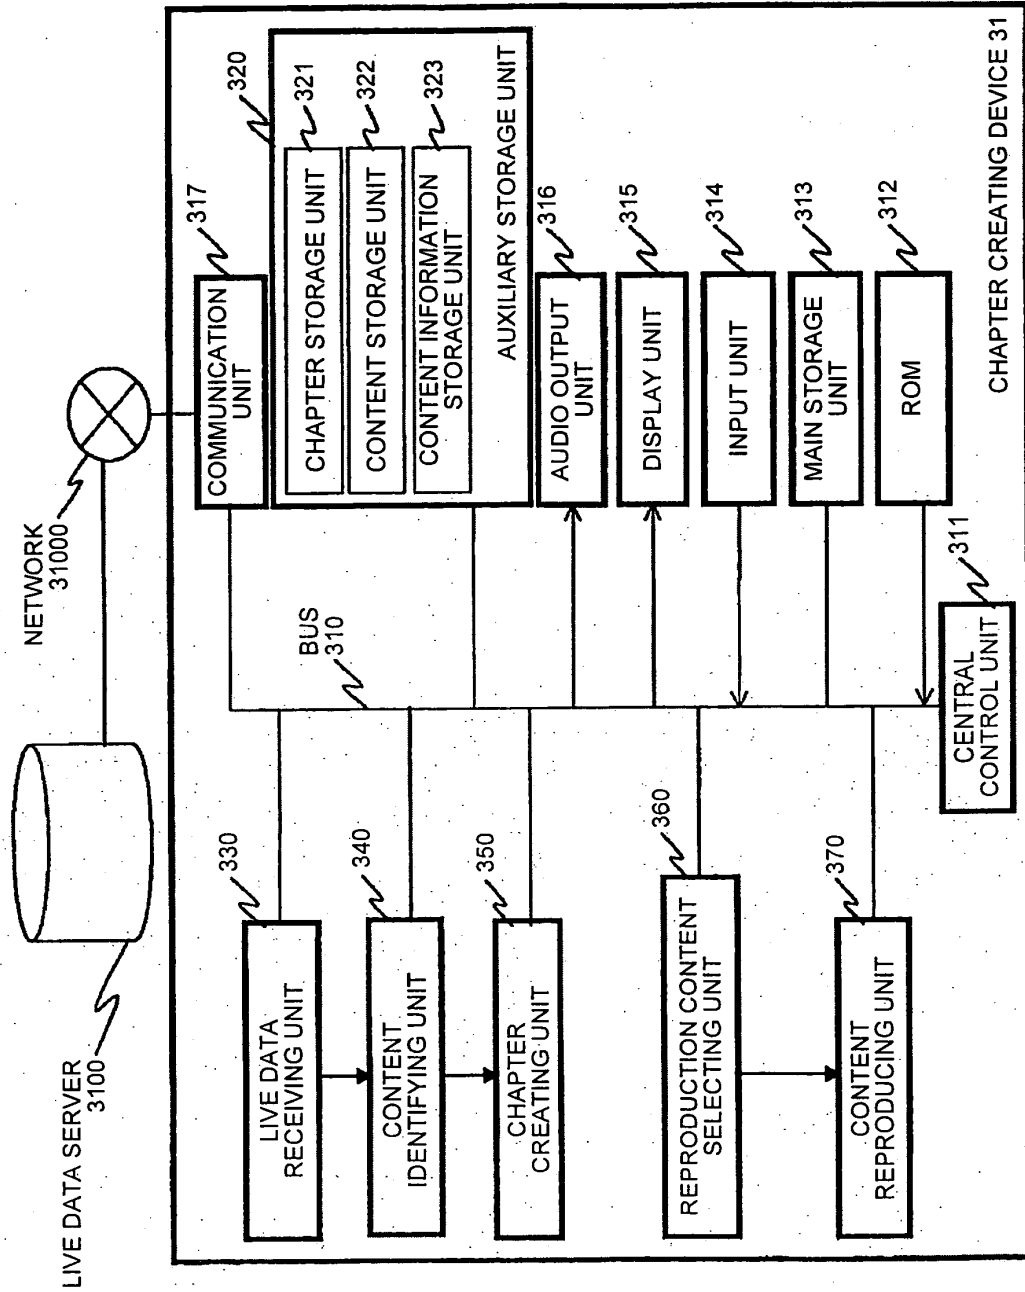 LIVE DATA SERVER
3100
NETWORK
31000
COMMUNICATION
UNIT
317
320
CHAPTER STORAGE UNIT
321
CONTENT STORAGE UNIT
322
CONTENT INFORMATION
STORAGE UNIT
323
AUXILIARY STORAGE UNIT
BUS
310
LIVE DATA
RECEIVING UNIT
330
CONTENT
IDENTIFYING UNIT
340
CHAPTER
CREATING UNIT
350
REPRODUCTION CONTENT
SELECTING UNIT
360
CONTENT
REPRODUCING UNIT
370
AUDIO OUTPUT
UNIT
316
DISPLAY UNIT
315
INPUT UNIT
314
MAIN STORAGE
UNIT
313
ROM
312
CENTRAL
CONTROL UNIT
311
CHAPTER CREATING DEVICE 31